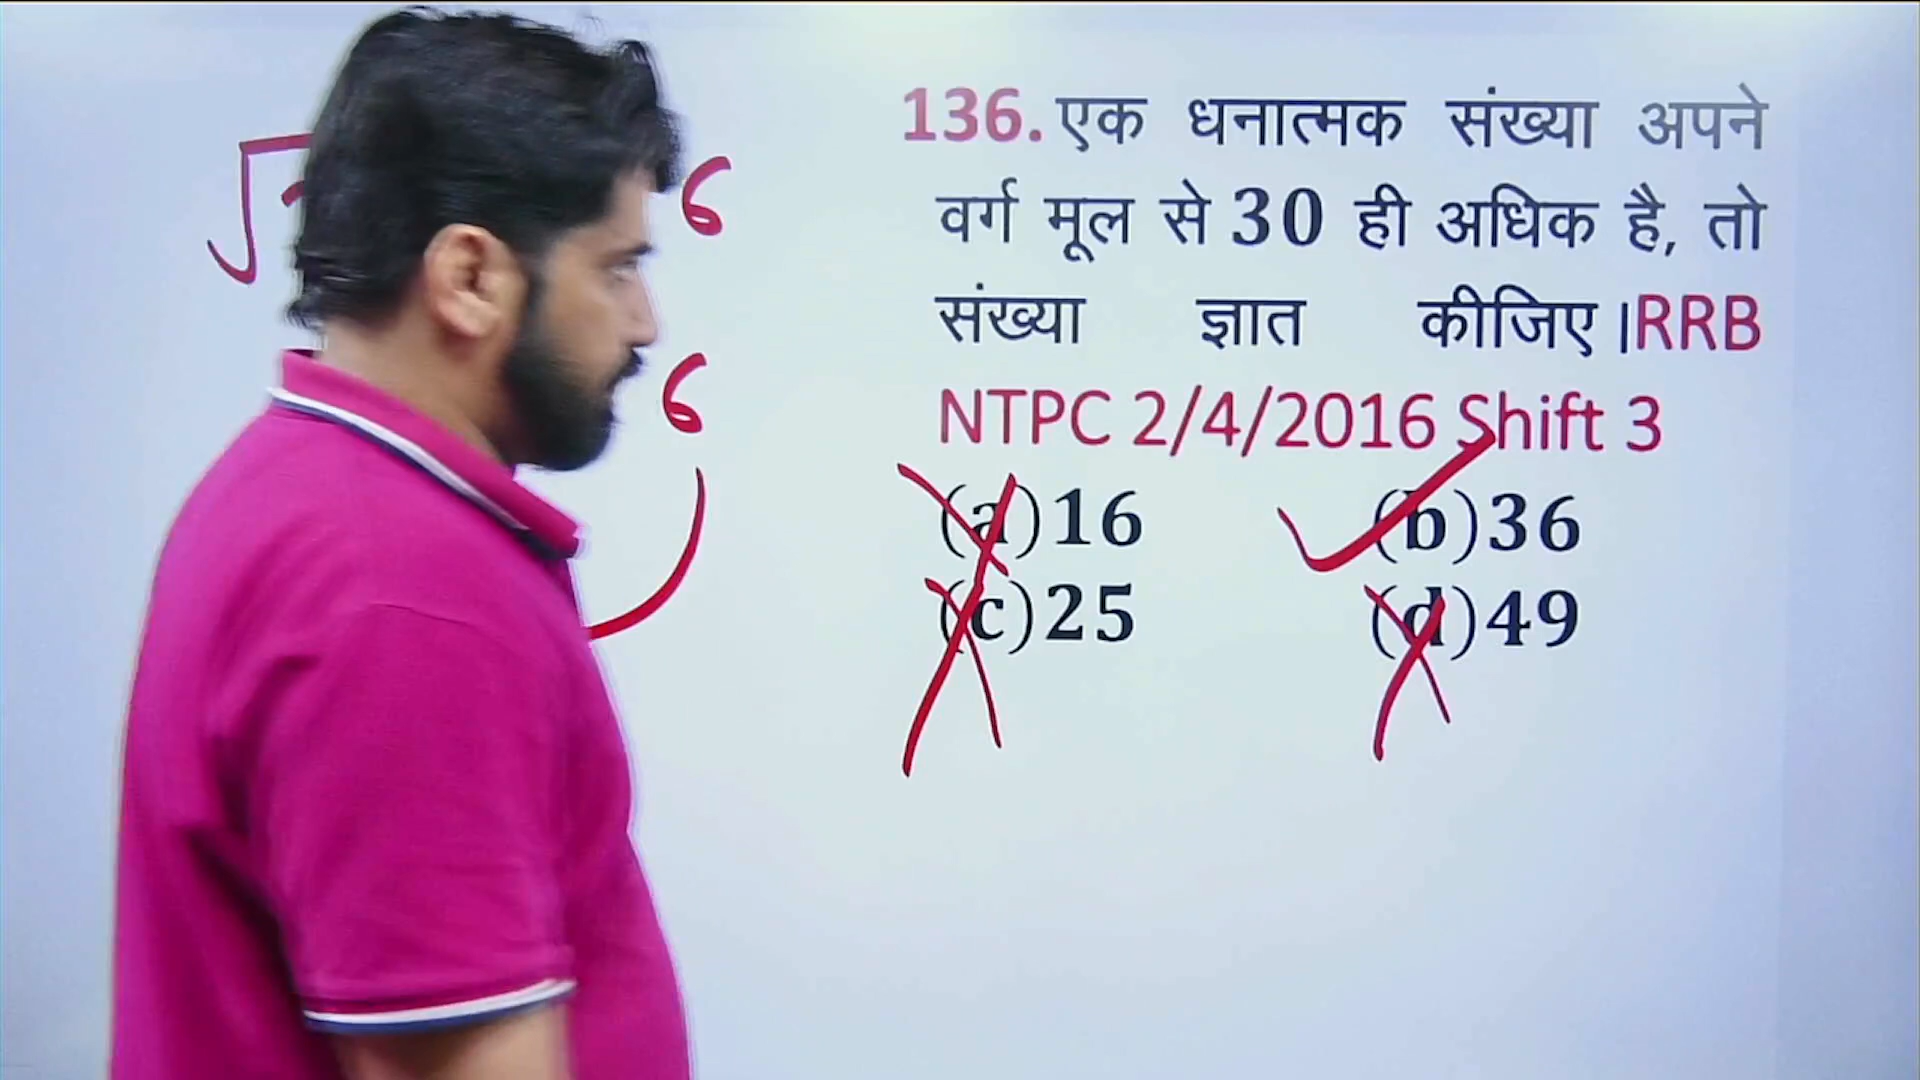 136. एक धनात्मक संख्या अपने
वर्ग मूल से 30 ही अधिक है, तो
संख्या ज्ञात कीजिए।RRB
NTPC 2/4/2016 Shift 3
(a)16 (b)36
(c)25 (d)49
6
6